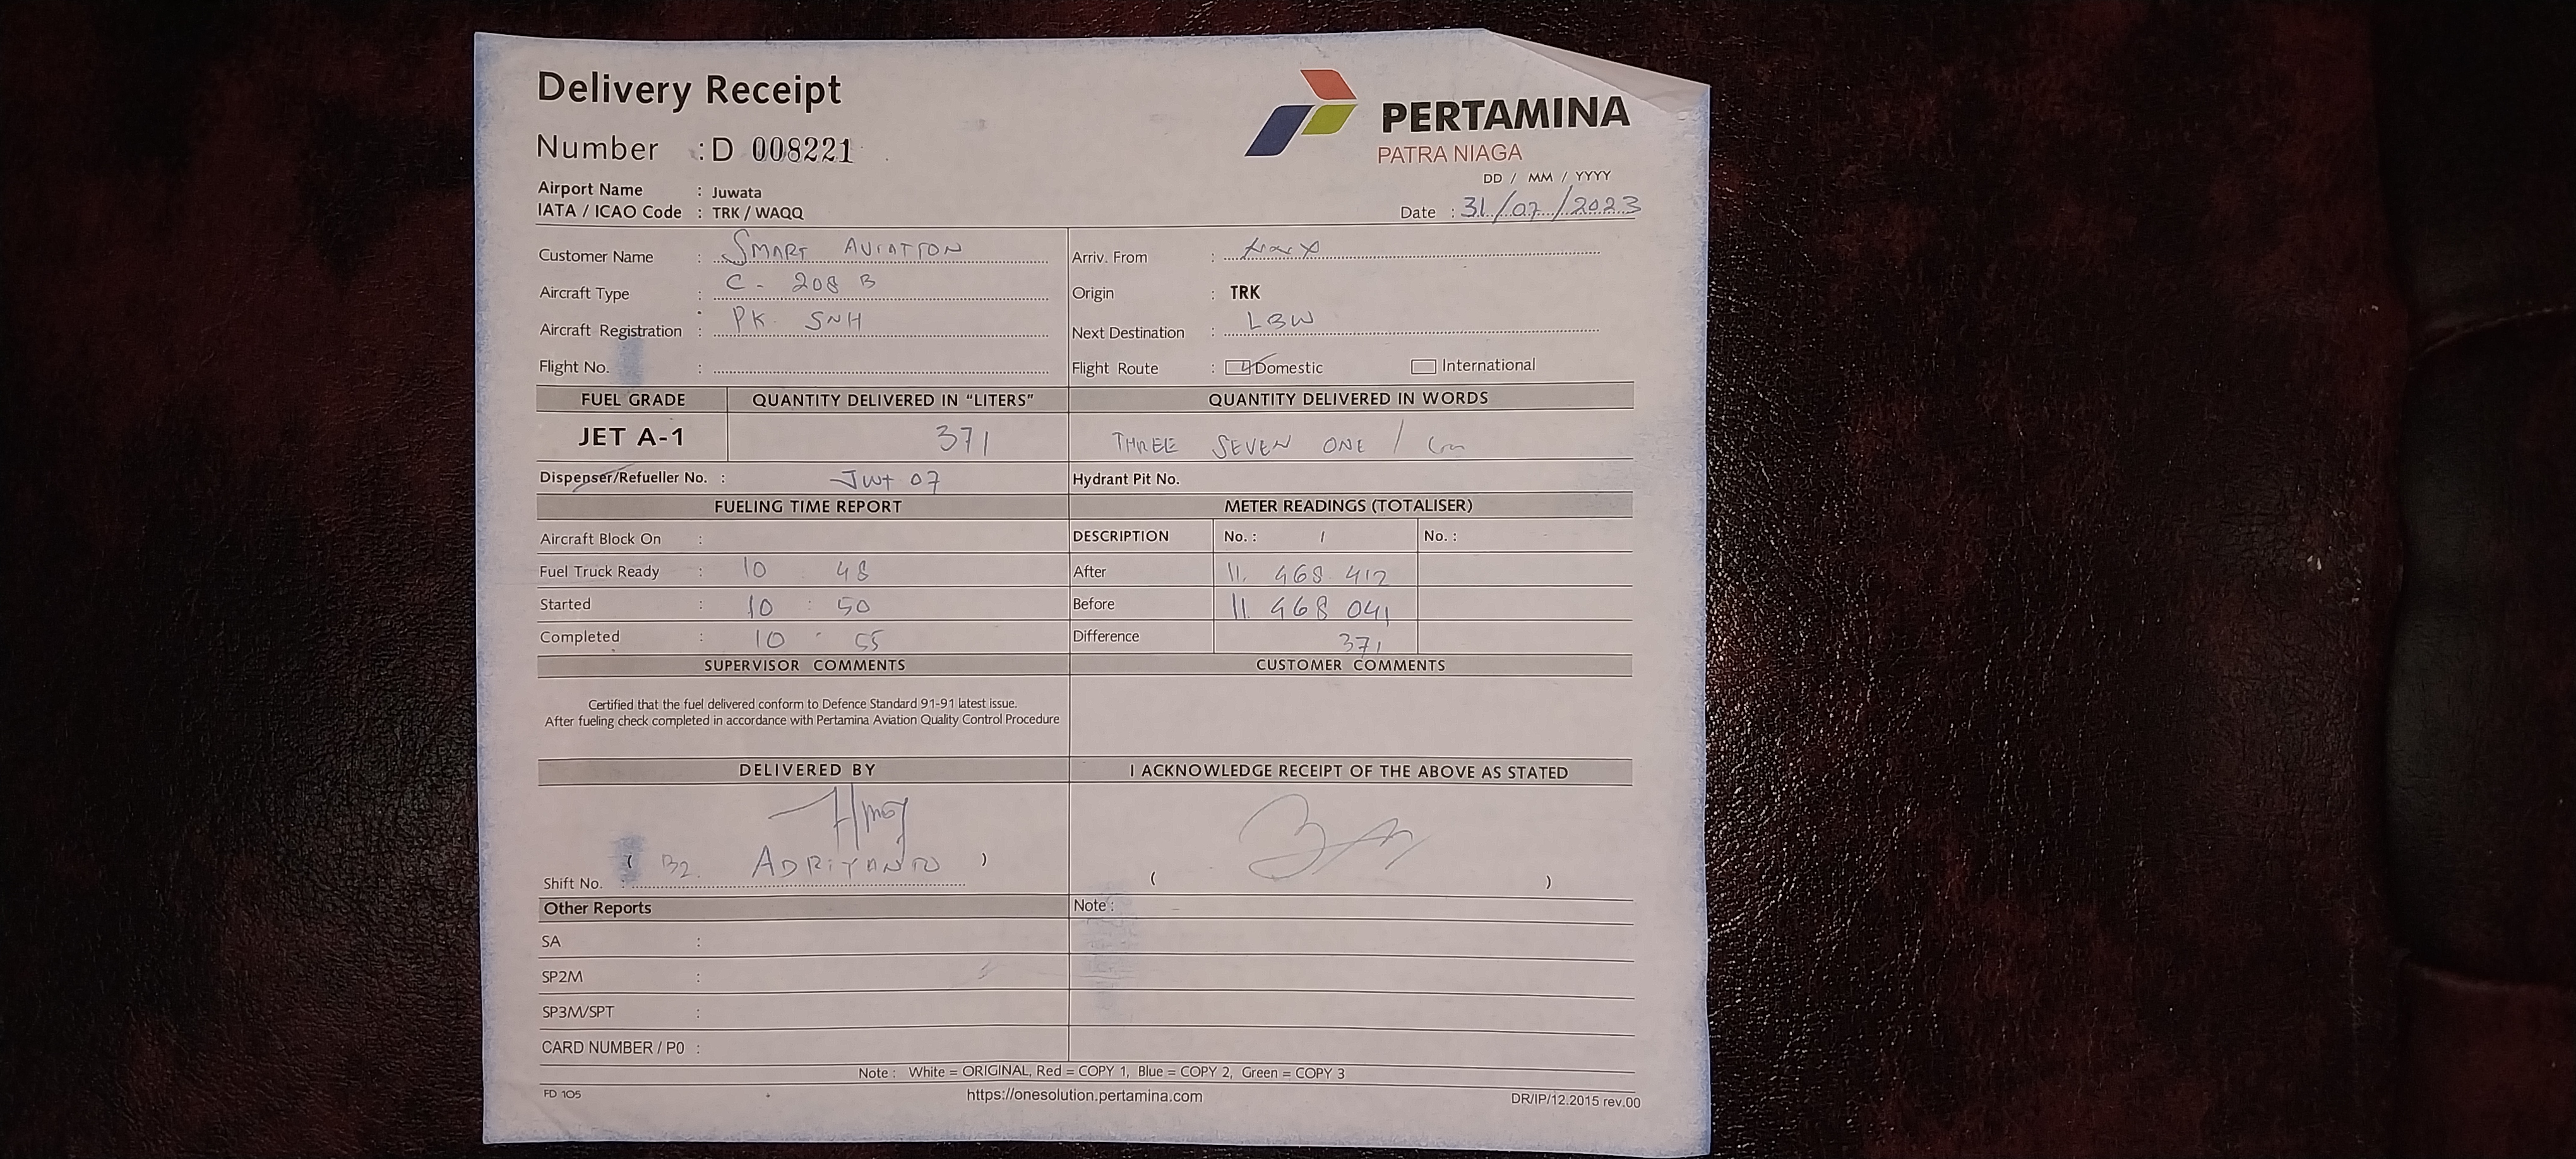 Delivery Receipt
PERTAMINA
PATRA NIAGA
Number : D 008221
Airport Name : Juwata
IATA / ICAO Code : TRK / WAQQ
DD / MM / YYYY
Date : 31/07/2023
Customer Name : SMART AVIATION
Aircraft Type : C - 208 B
Aircraft Registration : PK SNH
Flight No. :
Arriv. From :
Origin : TRK
Next Destination : LBW
Flight Route : Domestic International
FUEL GRADE QUANTITY DELIVERED IN "LITERS" QUANTITY DELIVERED IN WORDS
JET A-1 371 THREE SEVEN ONE /
Dispenser/Refueller No. : JWT 07 Hydrant Pit No.
FUELING TIME REPORT METER READINGS (TOTALISER)
Aircraft Block On : DESCRIPTION No. : 1 No. :
Fuel Truck Ready : 10 48 After 11. 468 412
Started : 10 : 50 Before 11. 468 041
Completed : 10 55 Difference 371
SUPERVISOR COMMENTS CUSTOMER COMMENTS
Certified that the fuel delivered conform to Defence Standard 91-91 latest issue.
After fueling check completed in accordance with Pertamina Aviation Quality Control Procedure
DELIVERED BY I ACKNOWLEDGE RECEIPT OF THE ABOVE AS STATED
( B2. ADRIYANTO ) ( )
Shift No. :
Other Reports Note :
SA :
SP2M :
SP3M/SPT :
CARD NUMBER / P0 :
Note : White = ORIGINAL, Red = COPY 1, Blue = COPY 2, Green = COPY 3
FD 105 https://onesolution.pertamina.com DR/IP/12.2015 rev.00